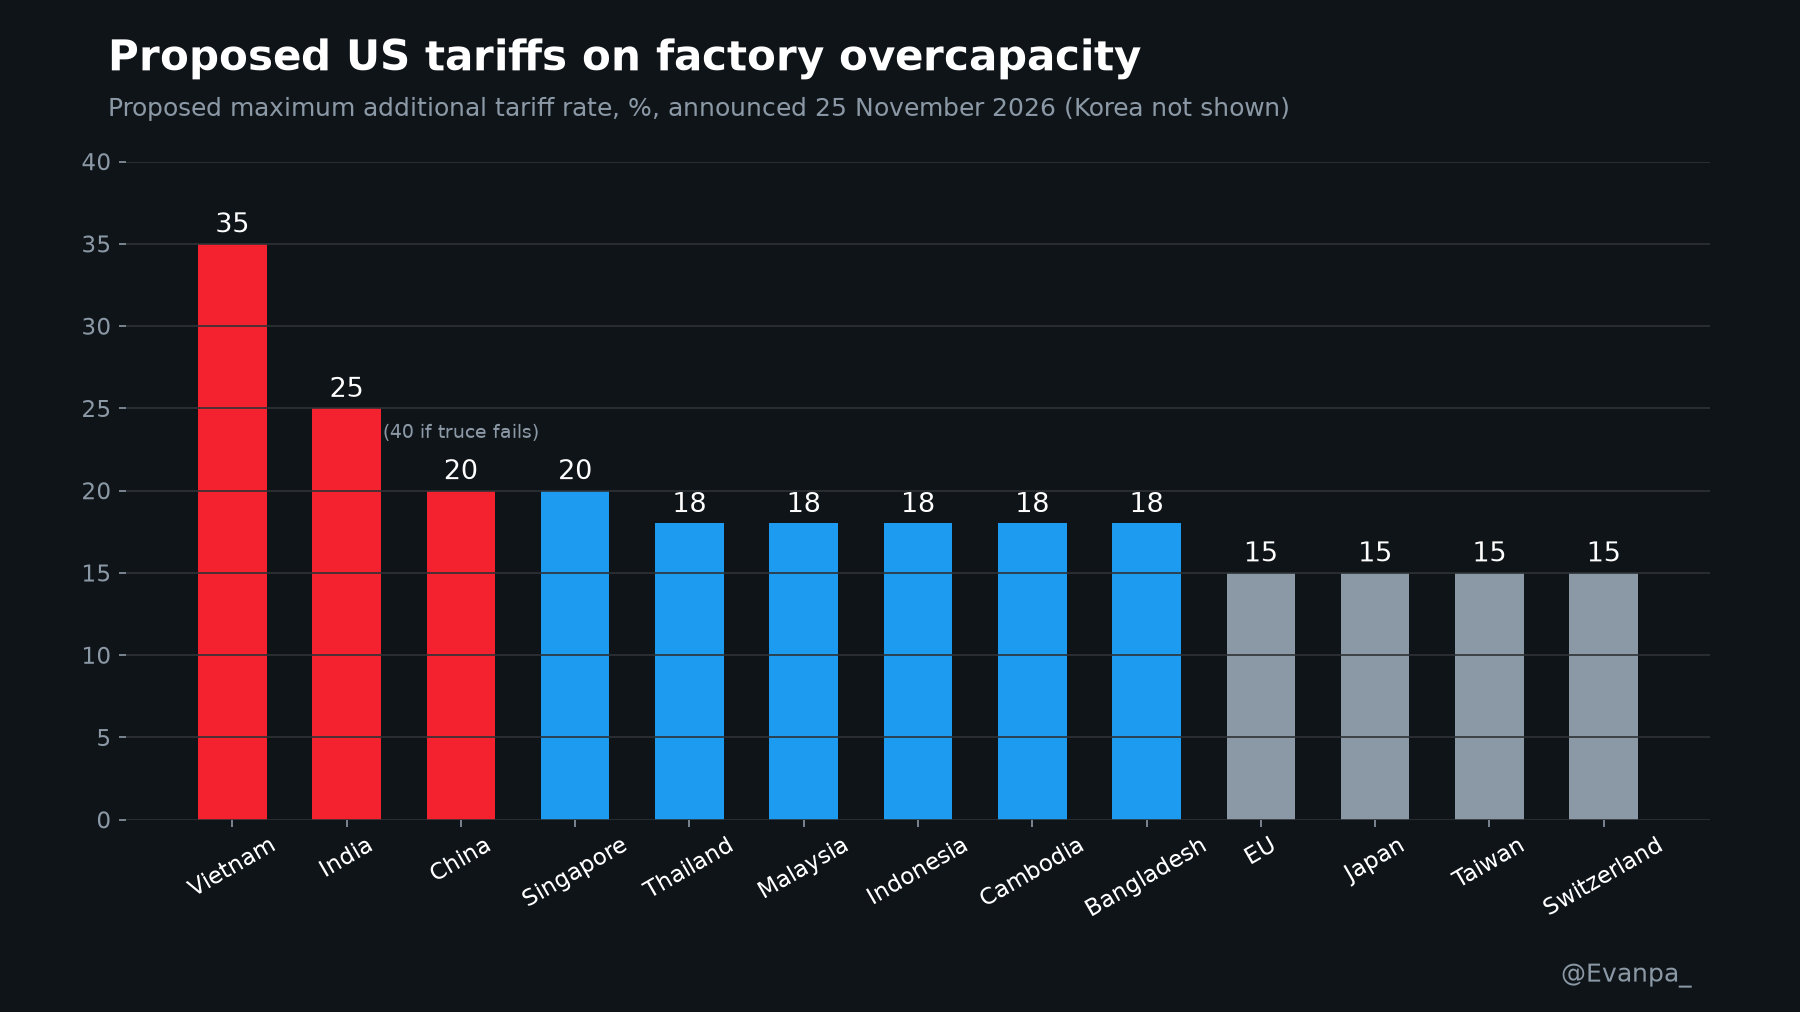 Proposed US tariffs on factory overcapacity
Proposed maximum additional tariff rate, %, announced 25 November 2026 (Korea not shown)
40
35
30
25
20
15
10
5
0
35
25
(40 if truce fails)
20
20
18
18
18
18
18
15
15
15
15
Vietnam
India
China
Singapore
Thailand
Malaysia
Indonesia
Cambodia
Bangladesh
EU
Japan
Taiwan
Switzerland
@Evanpa_